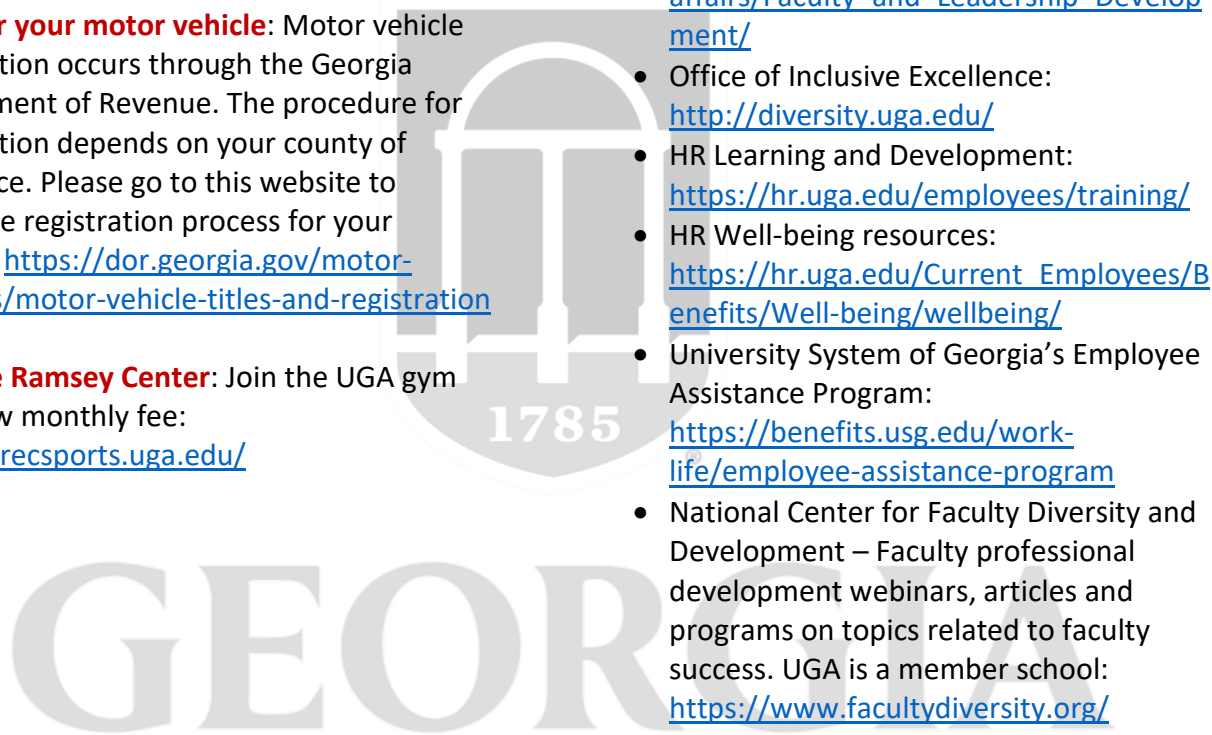 r your motor vehicle: Motor vehicle
tion occurs through the Georgia
ment of Revenue. The procedure for
tion depends on your county of
ce. Please go to this website to
e registration process for your
https://dor.georgia.gov/motor-
s/motor-vehicle-titles-and-registration
e Ramsey Center: Join the UGA gym
w monthly fee:
recsports.uga.edu/
affairs/Faculty_and_Leadership_Develop
ment/
• Office of Inclusive Excellence:
http://diversity.uga.edu/
• HR Learning and Development:
https://hr.uga.edu/employees/training/
• HR Well-being resources:
https://hr.uga.edu/Current_Employees/B
enefits/Well-being/wellbeing/
• University System of Georgia’s Employee
Assistance Program:
https://benefits.usg.edu/work-
life/employee-assistance-program
• National Center for Faculty Diversity and
Development – Faculty professional
development webinars, articles and
programs on topics related to faculty
success. UGA is a member school:
https://www.facultydiversity.org/
1785
®
GEORGIA